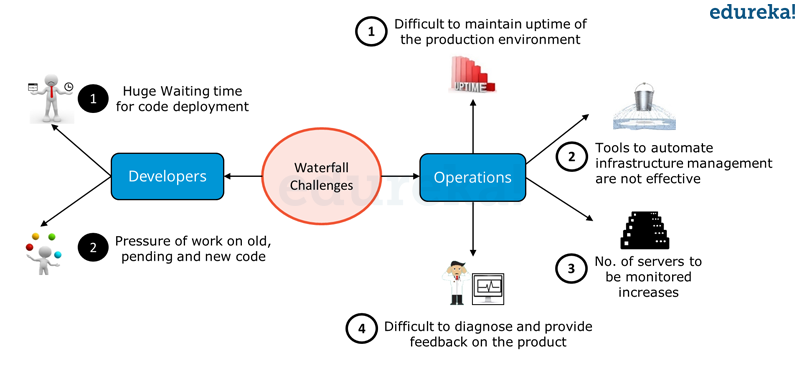 edureka!
1
Difficult to maintain uptime of
the production environment
UPTIME
1
Huge Waiting time
for code deployment
2
Tools to automate
infrastructure management
are not effective
Developers
Waterfall
Challenges
Operations
edureka!
2
Pressure of work on old,
pending and new code
3
No. of servers to
be monitored
increases
4
Difficult to diagnose and provide
feedback on the product